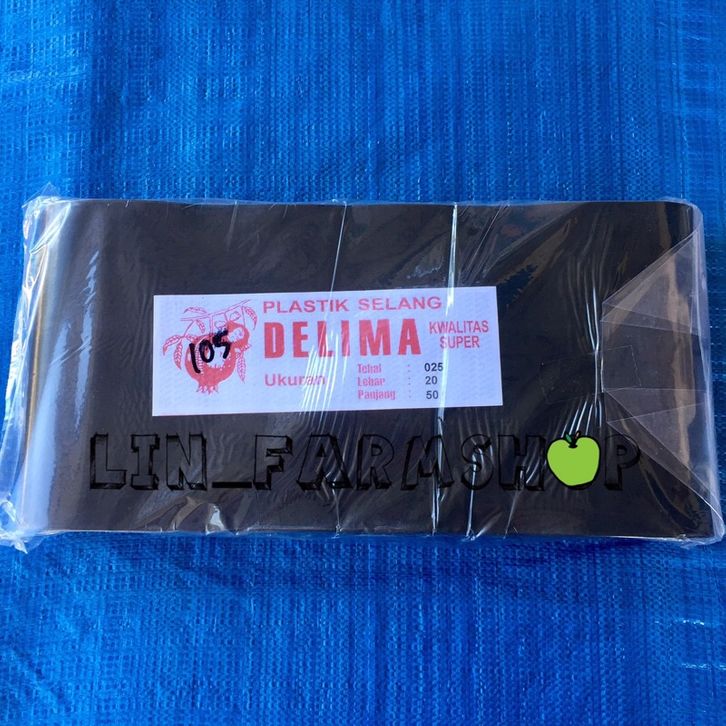 PLASTIK SELANG
DELIMA KWALITAS SUPER
105
Ukuran
Tebal : 025
Lebar : 20
Panjang : 50
LIN_FARMSHOP